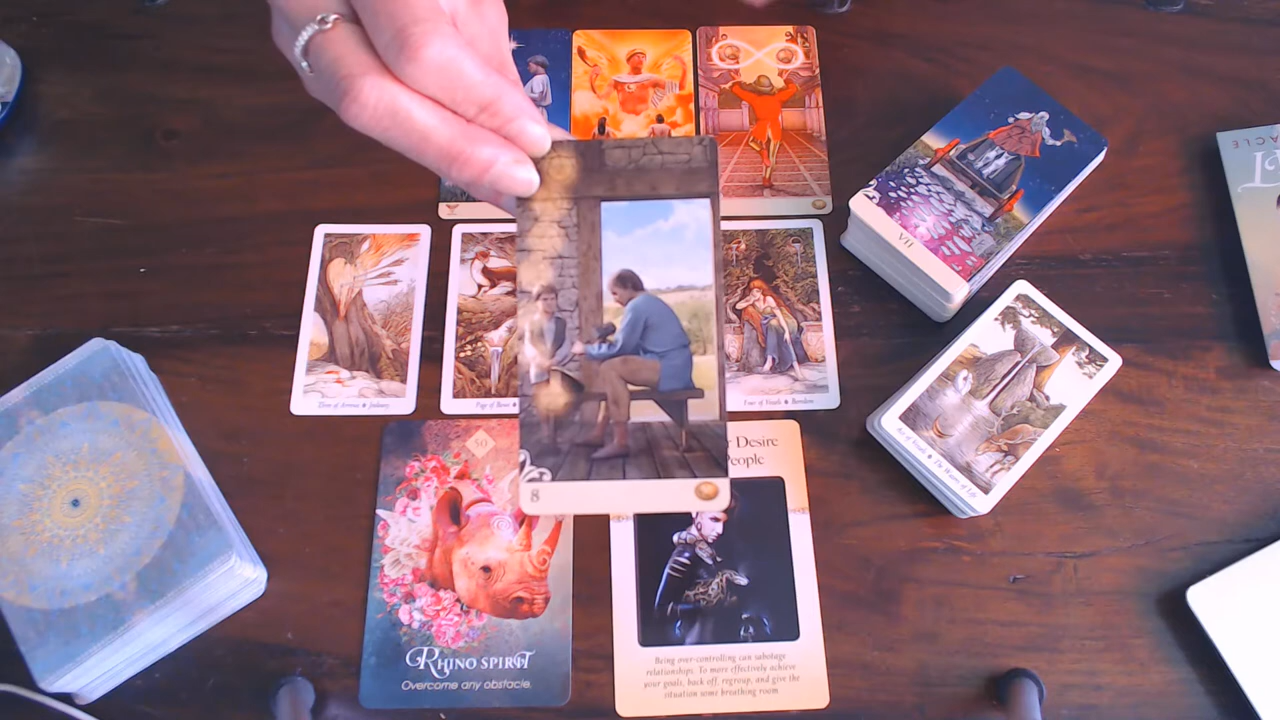 VII
Three of Arrows ♦ Jealousy
Page of Bows ♦
Four of Vessels ♦ Boredom
Ace of Vessels ♦ The Waters of Life
8
50
RHINO SPIRIT
Overcome any obstacle.
Desire
People
Being over-controlling can sabotage
relationships. To more effectively achieve
your goals, back off, regroup, and give the
situation some breathing room
ACLE